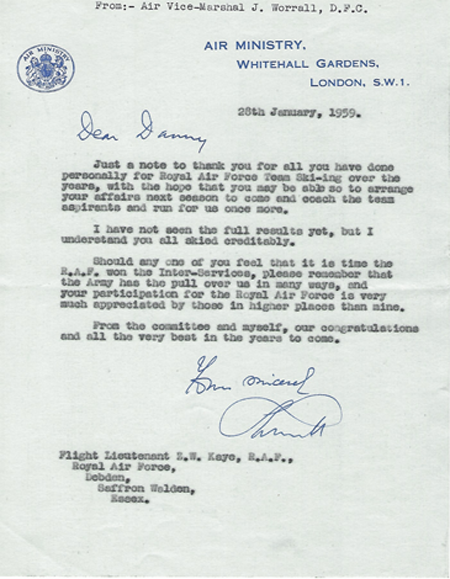 From:- Air Vice-Marshal J. Worrall, D.F.C.
AIR MINISTRY
AIR MINISTRY,
WHITEHALL GARDENS,
LONDON, S.W.1.
28th January, 1959.
Dear Danny
Just a note to thank you for all you have done
personally for Royal Air Force Team Ski-ing over the
years, with the hope that you may be able so to arrange
your affairs next season to come and coach the team
aspirants and run for us once more.
I have not seen the full results yet, but I
understand you all skied creditably.
Should any one of you feel that it is time the
R.A.F. won the Inter-Services, please remember that
the Army has the pull over us in many ways, and
your participation for the Royal Air Force is very
much appreciated by those in higher places than mine.
From the committee and myself, our congratulations
and all the very best in the years to come.
Yours sincerely
Flight Lieutenant E.W. Kaye, R.A.F.,
Royal Air Force,
Debden,
Saffron Walden,
Essex.